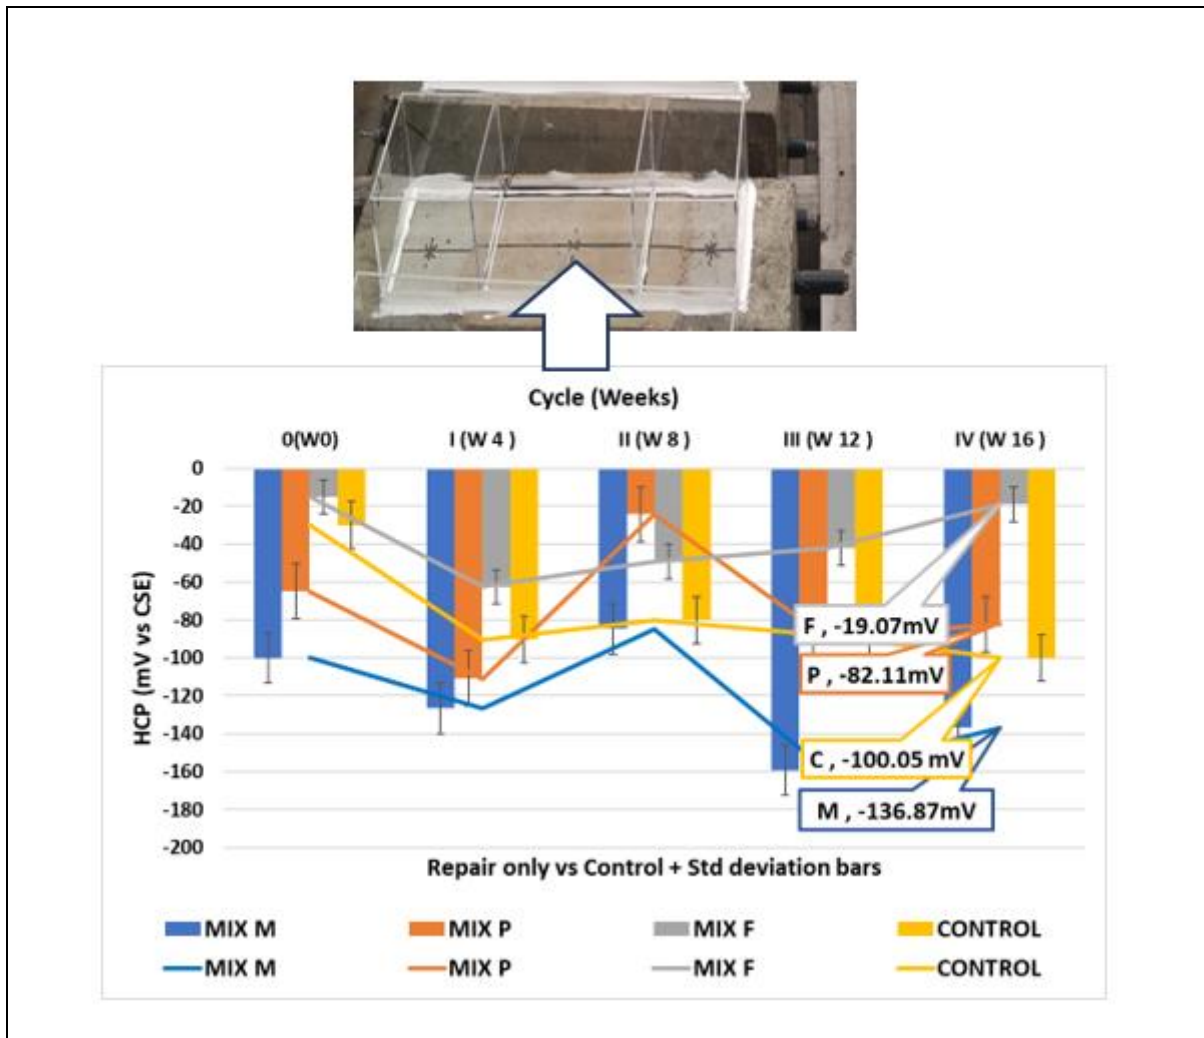 Cycle (Weeks)
0(W0) I (W 4 ) II (W 8 ) III (W 12 ) IV (W 16 )
HCP (mV vs CSE)
0
-20
-40
-60
-80
-100
-120
-140
-160
-180
-200
F , -19.07mV
P , -82.11mV
C , -100.05 mV
M , -136.87mV
Repair only vs Control + Std deviation bars
MIX M MIX P MIX F CONTROL
MIX M MIX P MIX F CONTROL